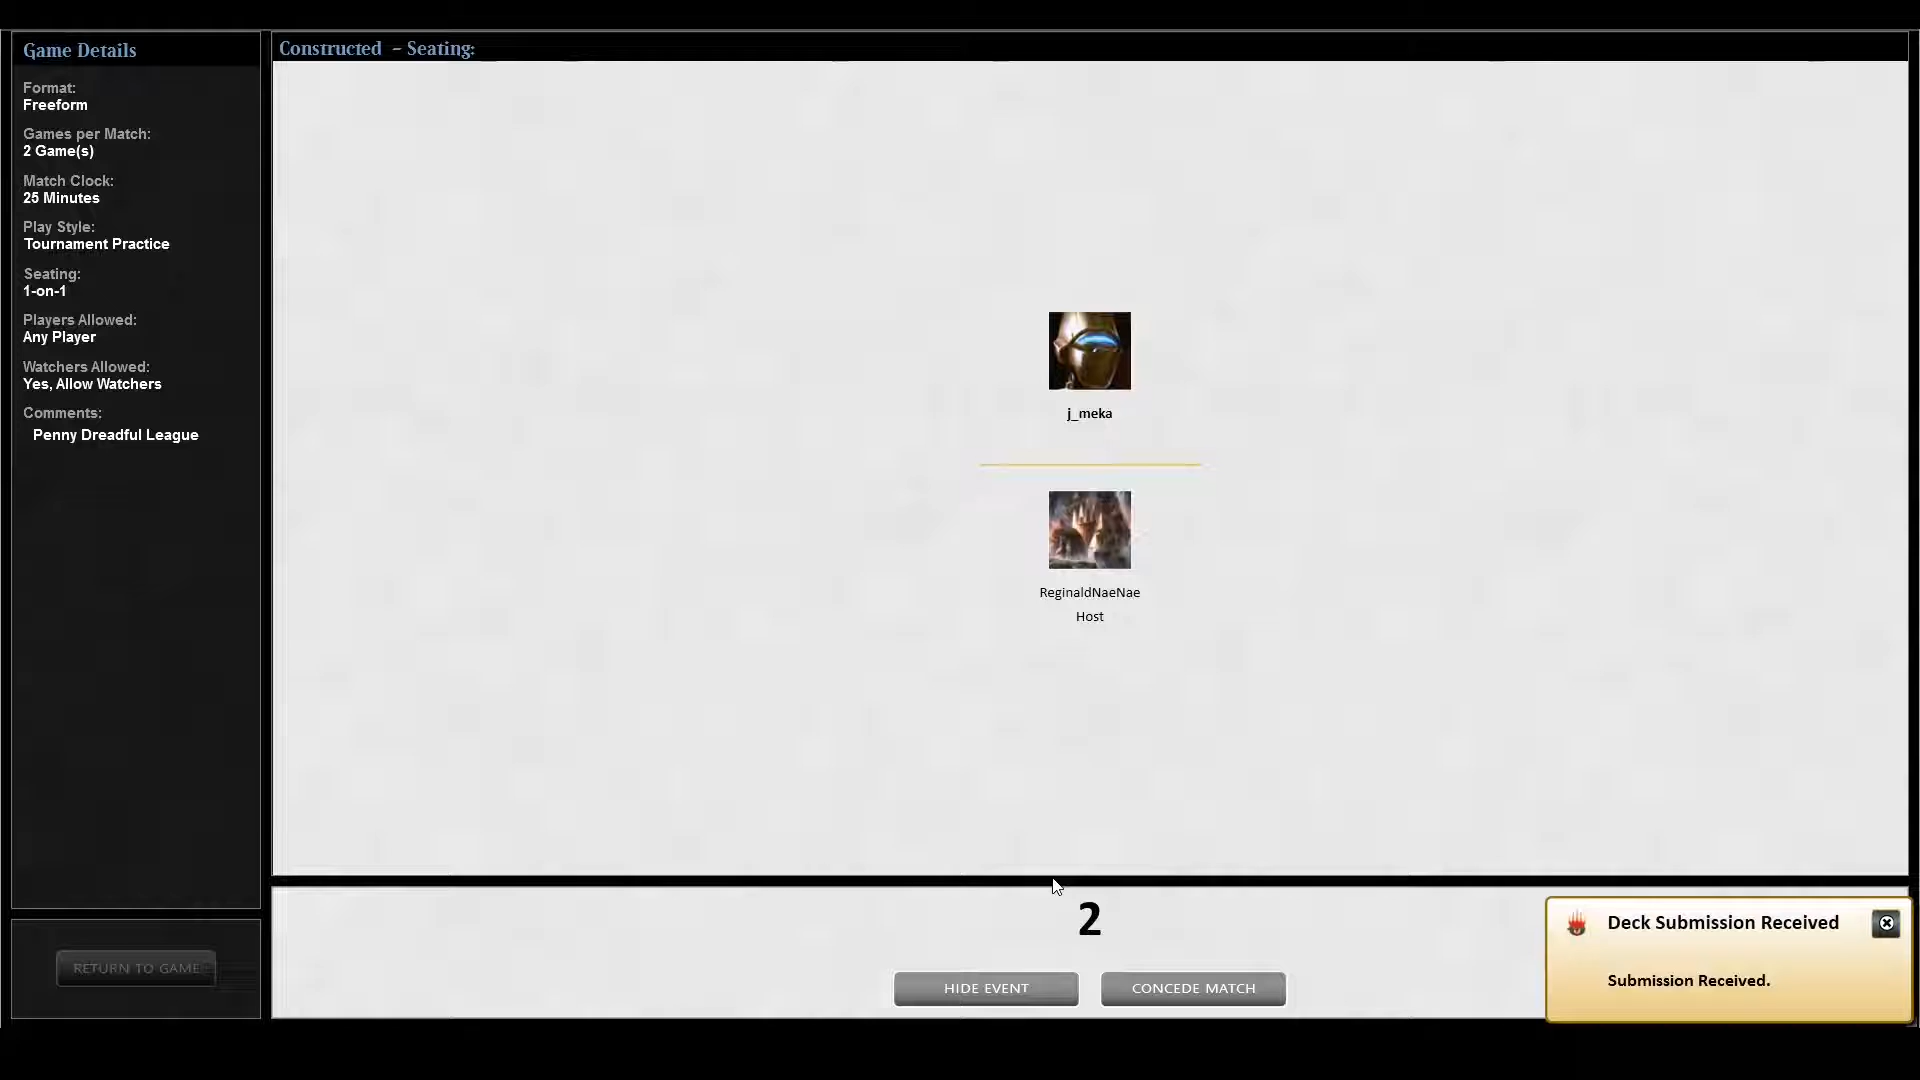 Game Details
Format:
Freeform
Games per Match:
2 Game(s)
Match Clock:
25 Minutes
Play Style:
Tournament Practice
Seating:
1-on-1
Players Allowed:
Any Player
Watchers Allowed:
Yes, Allow Watchers
Comments:
Penny Dreadful League
RETURN TO GAME
Constructed – Seating:
j_meka
ReginaldNaeNae
Host
2
HIDE EVENT
CONCEDE MATCH
Deck Submission Received
Submission Received.